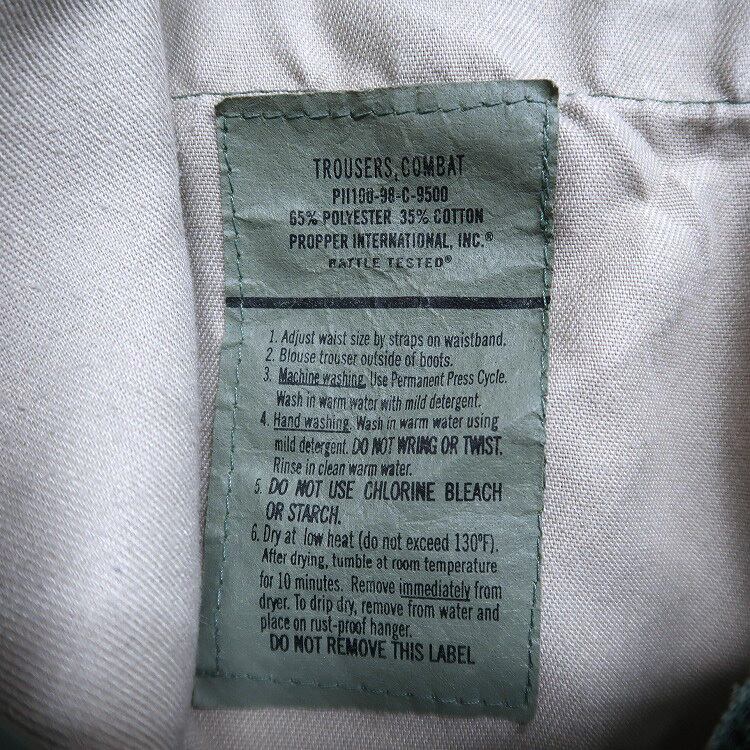 TROUSERS, COMBAT
PI1100-98-C-9500
65% POLYESTER 35% COTTON
PROPPER INTERNATIONAL, INC.®
BATTLE TESTED®
1. Adjust waist size by straps on waistband.
2. Blouse trouser outside of boots.
3. Machine washing. Use Permanent Press Cycle.
Wash in warm water with mild detergent.
4. Hand washing. Wash in warm water using
mild detergent. DO NOT WRING OR TWIST.
Rinse in clean warm water.
5. DO NOT USE CHLORINE BLEACH
OR STARCH.
6. Dry at low heat (do not exceed 130°F).
After drying, tumble at room temperature
for 10 minutes. Remove immediately from
dryer. To drip dry, remove from water and
place on rust-proof hanger.
DO NOT REMOVE THIS LABEL